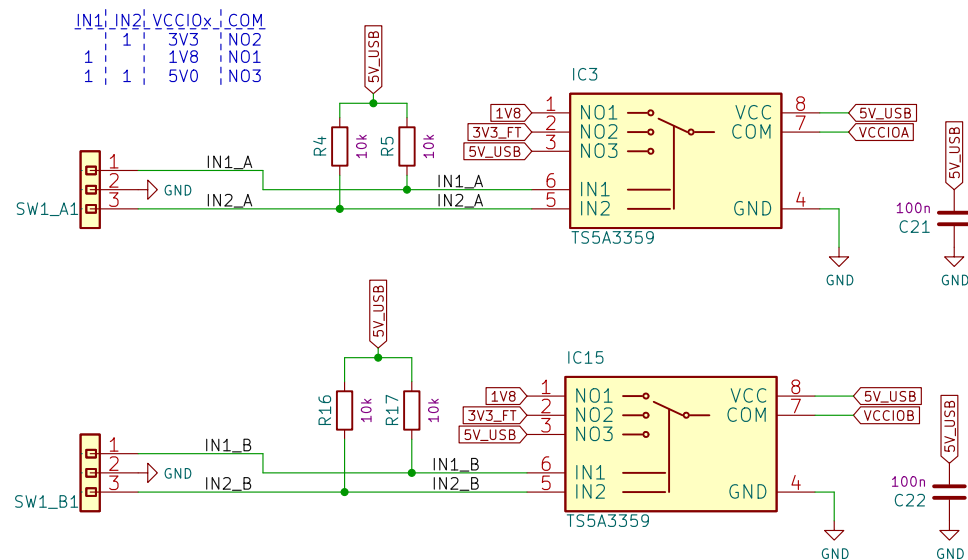 IN1 IN2 VCCIOx COM
1 3V3 NO2
1 1V8 NO1
1 1 5V0 NO3
5V_USB
R4 10k R5 10k
IC3
1V8 1 NO1 VCC 8 5V_USB
3V3_FT 2 NO2 COM 7 VCCIOA
5V_USB 3 NO3
5V_USB
SW1_A1
1 IN1_A IN1_A 6 IN1
2 GND
3 IN2_A IN2_A 5 IN2 GND 4
TS5A3359
GND
100n
C21
GND
5V_USB
R16 10k R17 10k
IC15
1V8 1 NO1 VCC 8 5V_USB
3V3_FT 2 NO2 COM 7 VCCIOB
5V_USB 3 NO3
5V_USB
SW1_B1
1 IN1_B IN1_B 6 IN1
2 GND
3 IN2_B IN2_B 5 IN2 GND 4
TS5A3359
GND
100n
C22
GND